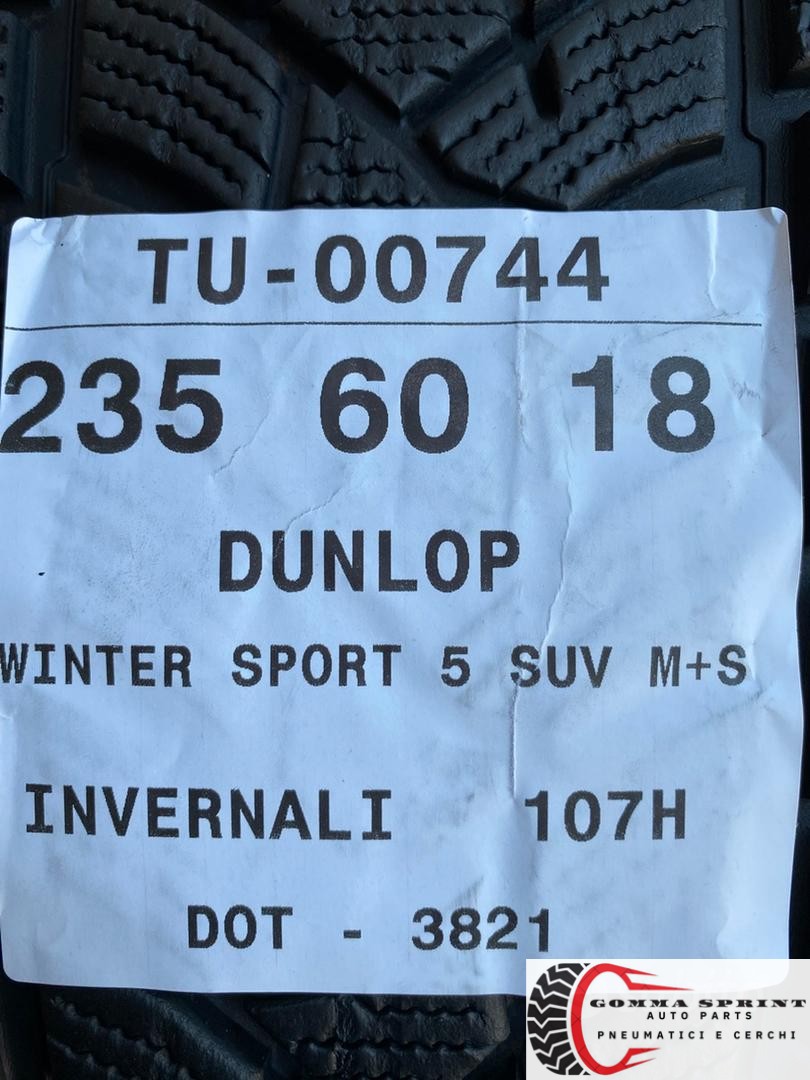 TU-00744
235 60 18
DUNLOP
WINTER SPORT 5 SUV M+S
INVERNALI 107H
DOT - 3821
GOMMA SPRINT
AUTO PARTS
PNEUMATICI E CERCHI